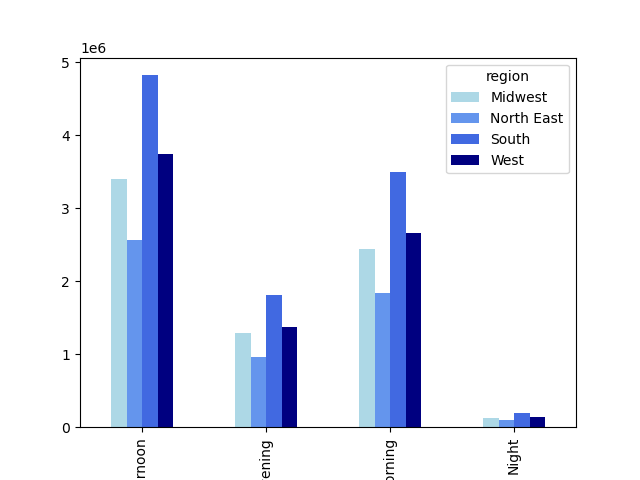 1e6
5
4
3
2
1
0
region
Midwest
North East
South
West
rnoon
ening
orning
Night